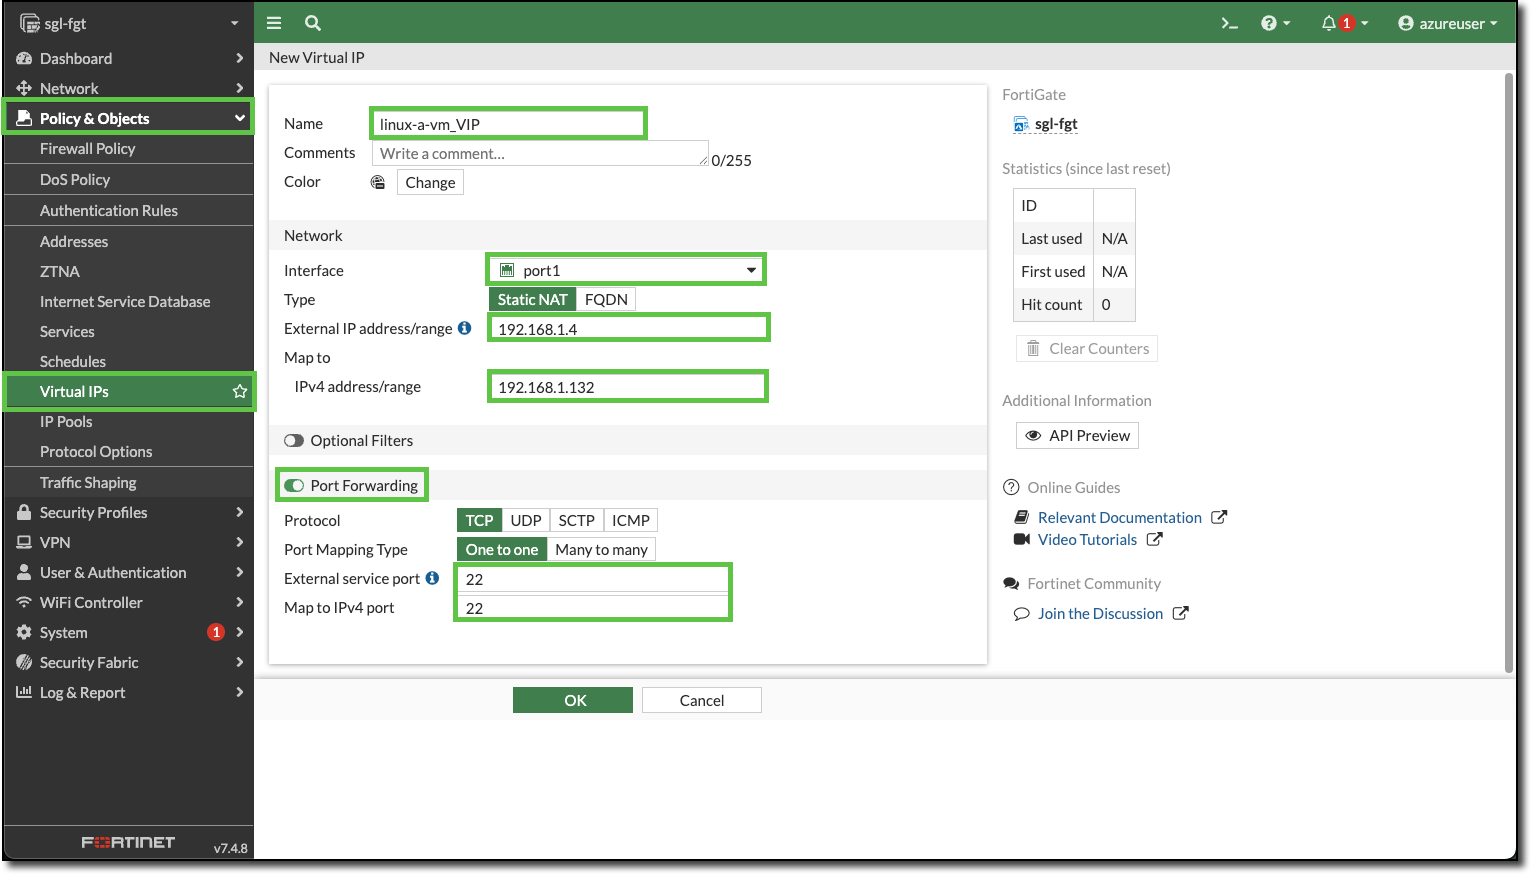 sgl-fgt
Dashboard
Network
Policy & Objects
Firewall Policy
DoS Policy
Authentication Rules
Addresses
ZTNA
Internet Service Database
Services
Schedules
Virtual IPs
IP Pools
Protocol Options
Traffic Shaping
Security Profiles
VPN
User & Authentication
WiFi Controller
System 1
Security Fabric
Log & Report
FORTINET v7.4.8
>_ ? 1 azureuser
New Virtual IP
Name linux-a-vm_VIP
Comments Write a comment... 0/255
Color Change
Network
Interface port1
Type Static NAT FQDN
External IP address/range 192.168.1.4
Map to
IPv4 address/range 192.168.1.132
Optional Filters
Port Forwarding
Protocol TCP UDP SCTP ICMP
Port Mapping Type One to one Many to many
External service port 22
Map to IPv4 port 22
OK Cancel
FortiGate
sgl-fgt
Statistics (since last reset)
ID
Last used N/A
First used N/A
Hit count 0
Clear Counters
Additional Information
API Preview
Online Guides
Relevant Documentation
Video Tutorials
Fortinet Community
Join the Discussion